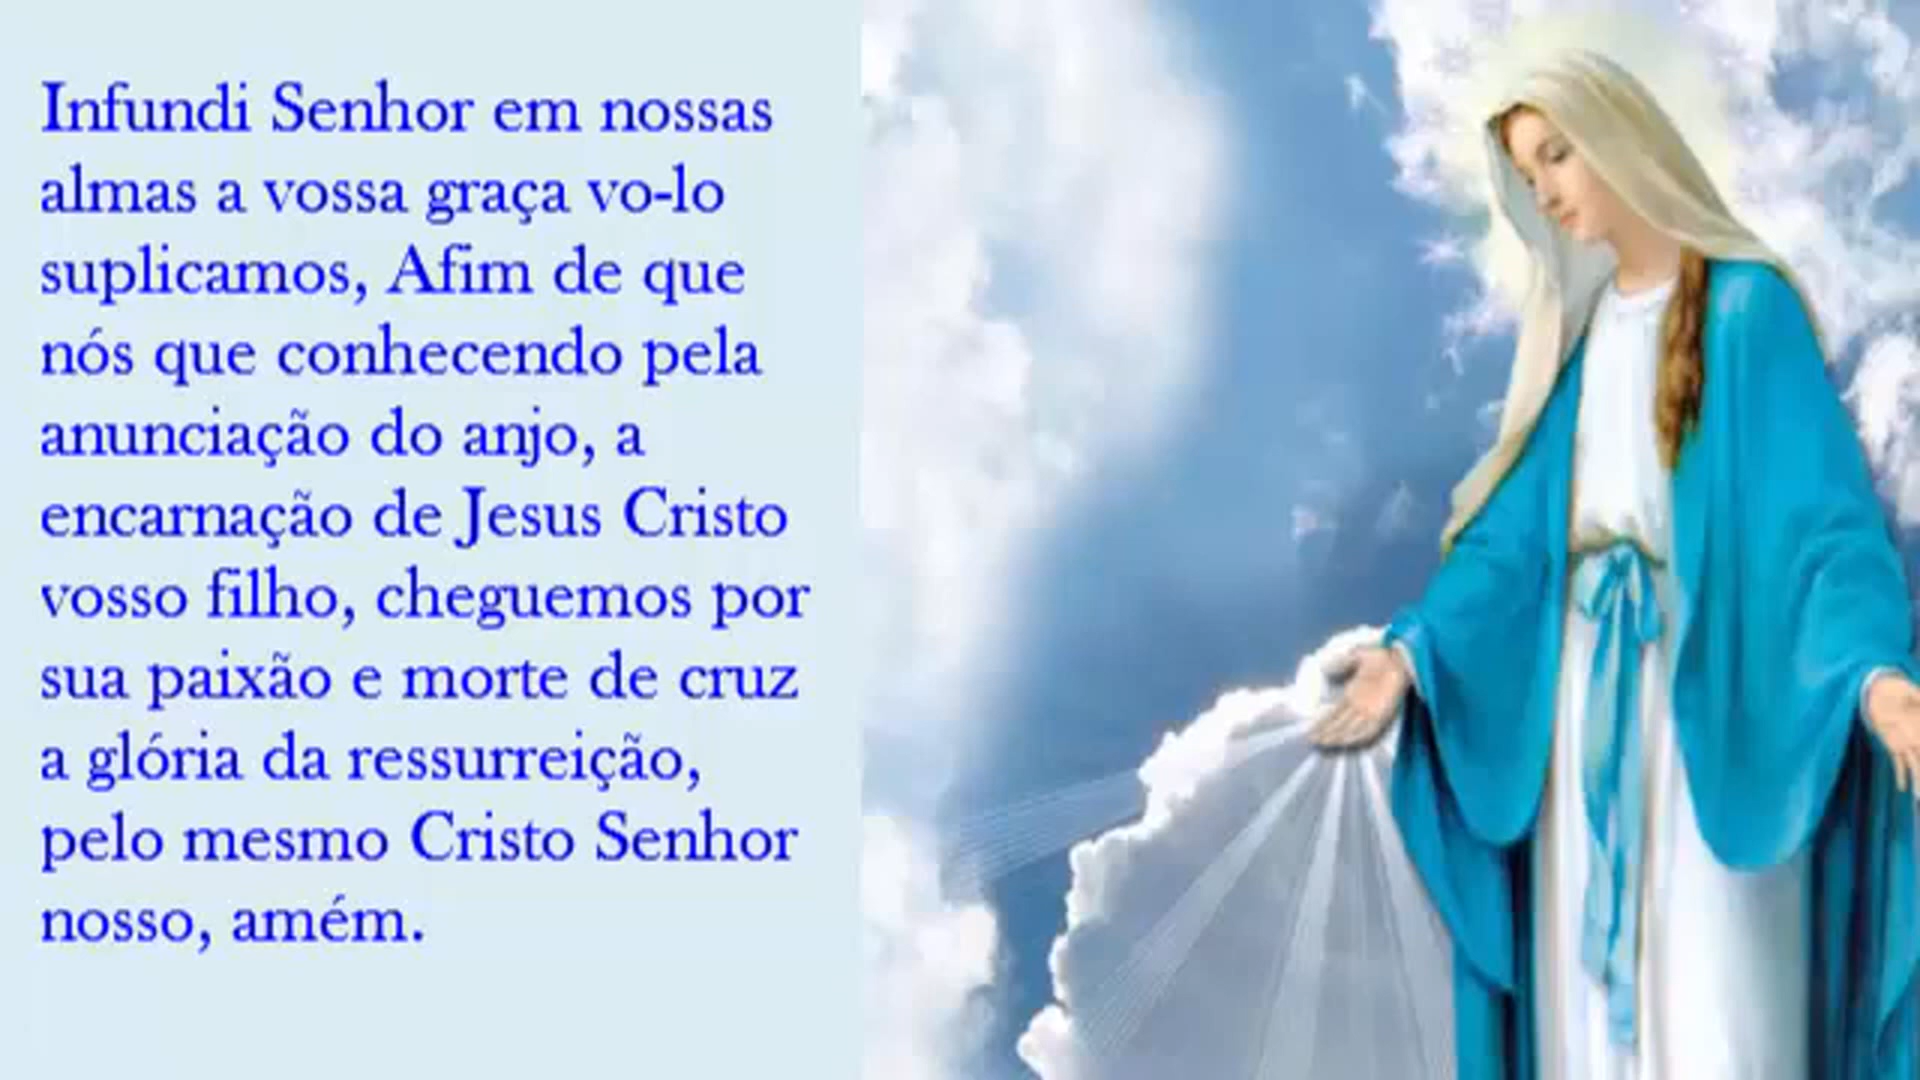 Infundi Senhor em nossas
almas a vossa graça vo-lo
suplicamos, Afim de que
nós que conhecendo pela
anunciação do anjo, a
encarnação de Jesus Cristo
vosso filho, cheguemos por
sua paixão e morte de cruz
a glória da ressurreição,
pelo mesmo Cristo Senhor
nosso, amém.